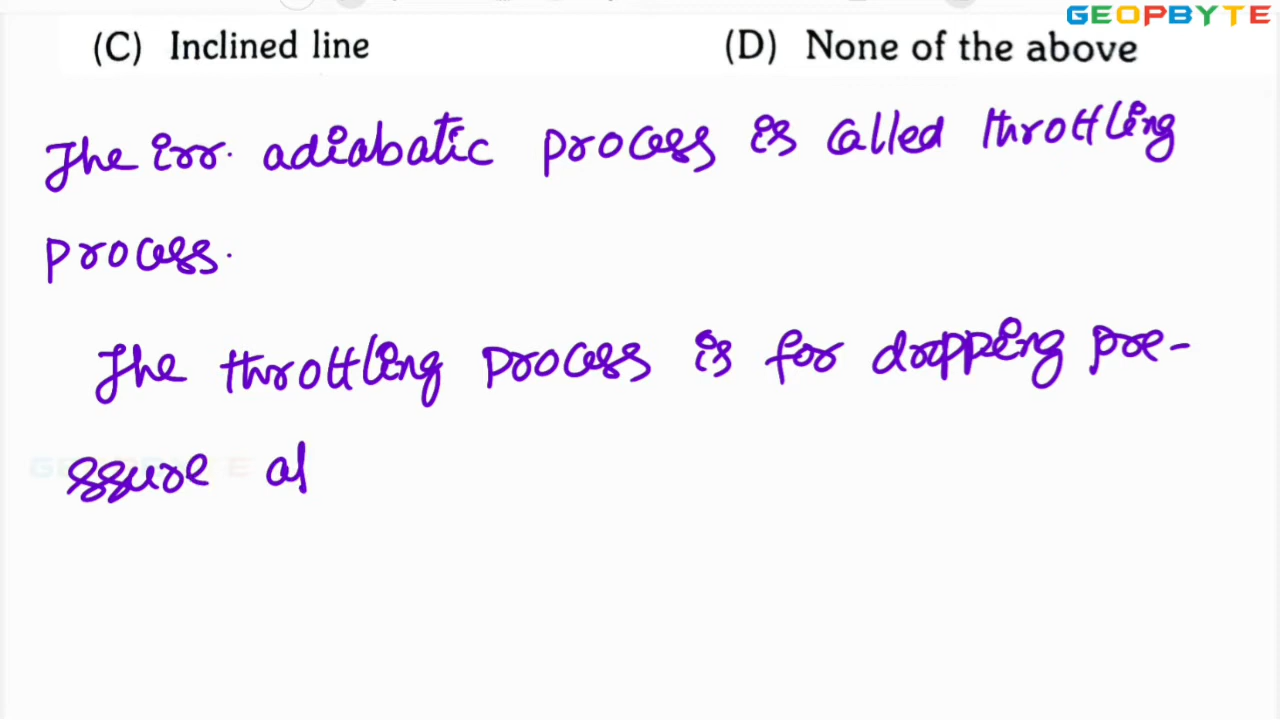 GEOPBYTE
(C) Inclined line (D) None of the above
The irr. adiabatic process is called throttling
process.
The throttling process is for dropping pre-
ssure